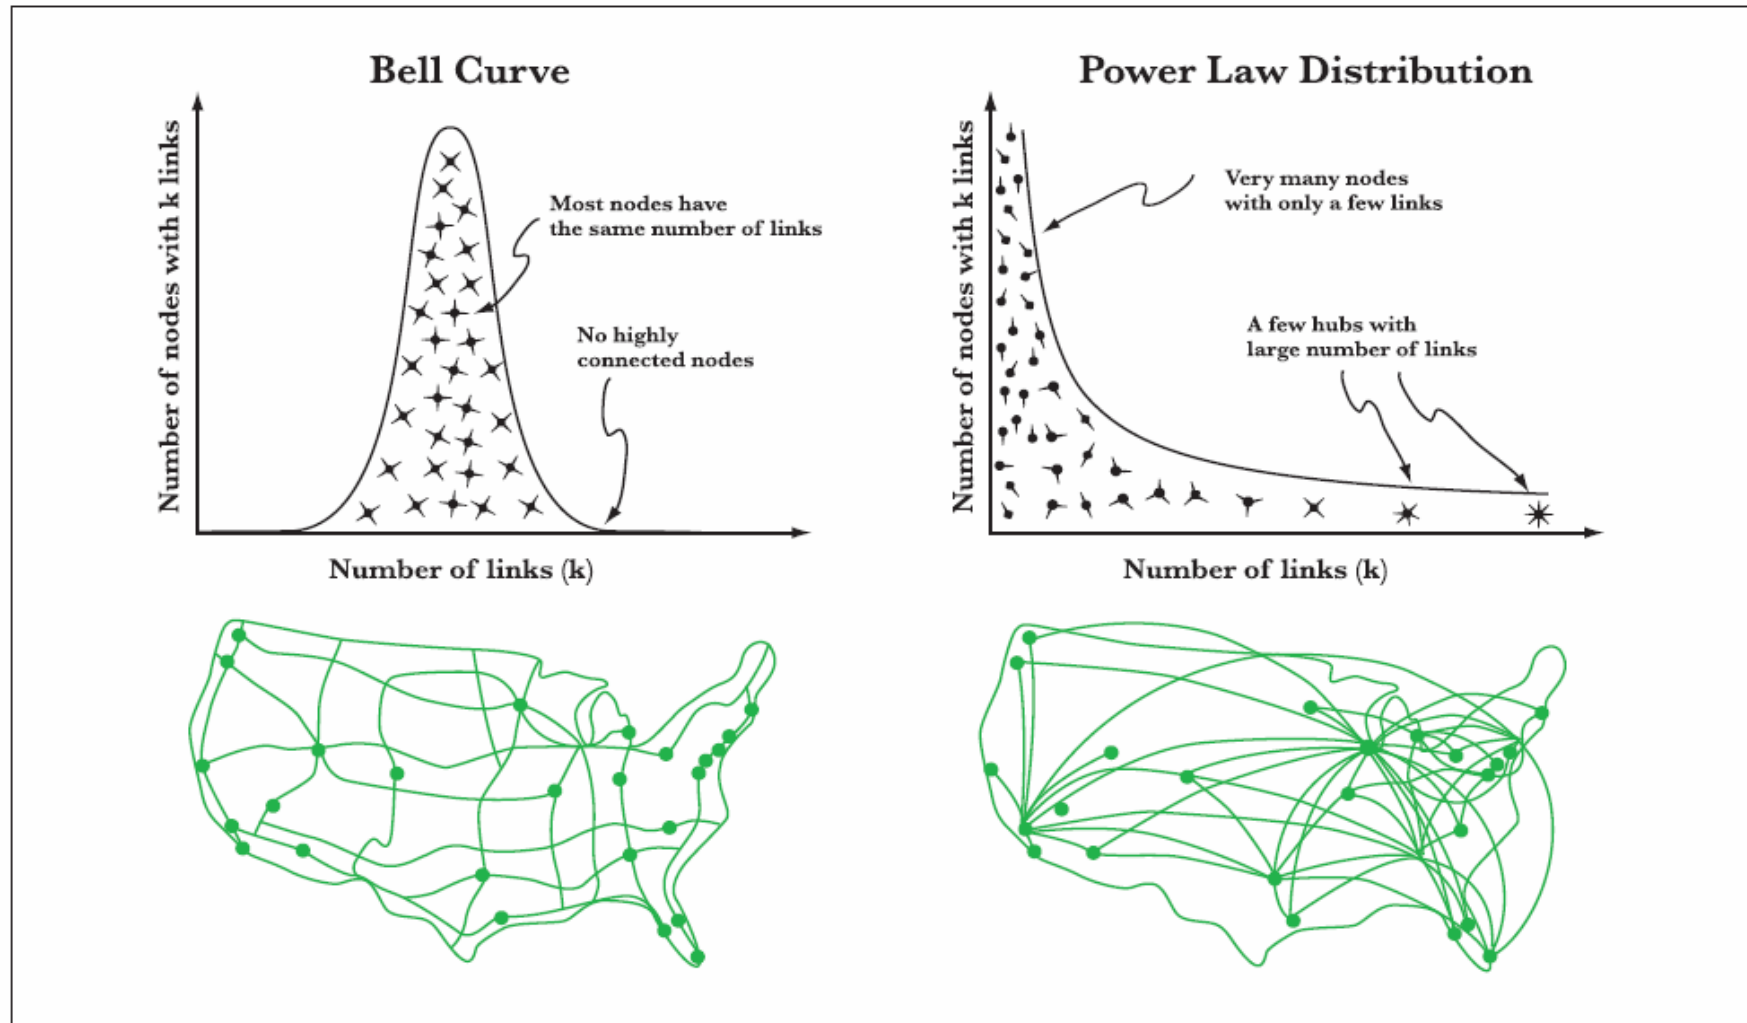 Bell Curve
Number of nodes with k links
Most nodes have
the same number of links
No highly
connected nodes
Number of links (k)
Power Law Distribution
Number of nodes with k links
Very many nodes
with only a few links
A few hubs with
large number of links
Number of links (k)